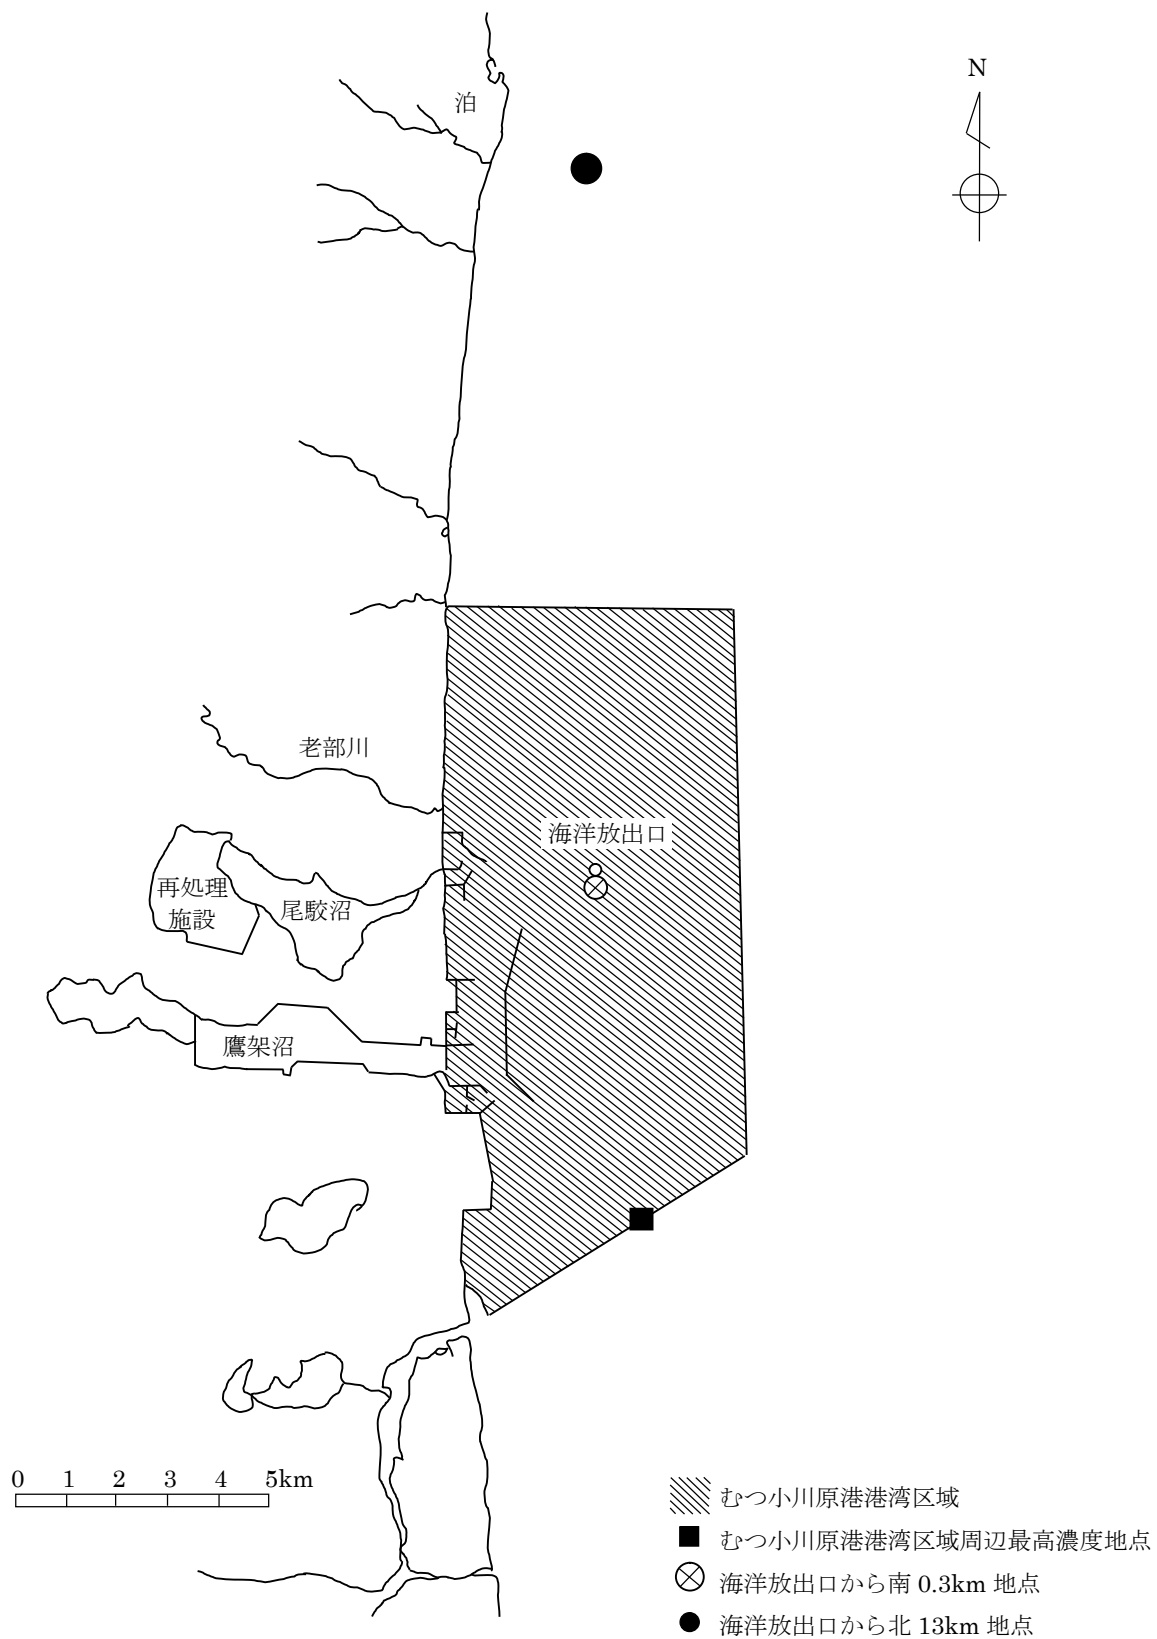 N
泊
老部川
海洋放出口
再処理
施設
尾駮沼
鷹架沼
0 1 2 3 4 5km
むつ小川原港港湾区域
むつ小川原港港湾区域周辺最高濃度地点
海洋放出口から南 0.3km 地点
海洋放出口から北 13km 地点